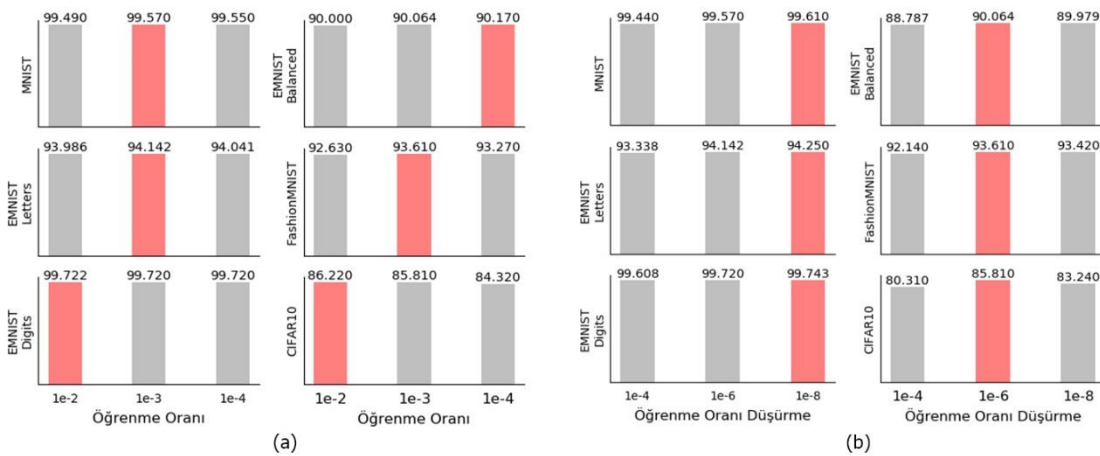 99.490 99.570 99.550
MNIST
90.000 90.064 90.170
EMNIST
Balanced
93.986 94.142 94.041
EMNIST
Letters
92.630 93.610 93.270
FashionMNIST
99.722 99.720 99.720
EMNIST
Digits
1e-2 1e-3 1e-4
Öğrenme Oranı
86.220 85.810 84.320
CIFAR10
1e-2 1e-3 1e-4
Öğrenme Oranı
(a)
99.440 99.570 99.610
MNIST
88.787 90.064 89.979
EMNIST
Balanced
93.338 94.142 94.250
EMNIST
Letters
92.140 93.610 93.420
FashionMNIST
99.608 99.720 99.743
EMNIST
Digits
1e-4 1e-6 1e-8
Öğrenme Oranı Düşürme
80.310 85.810 83.240
CIFAR10
1e-4 1e-6 1e-8
Öğrenme Oranı Düşürme
(b)